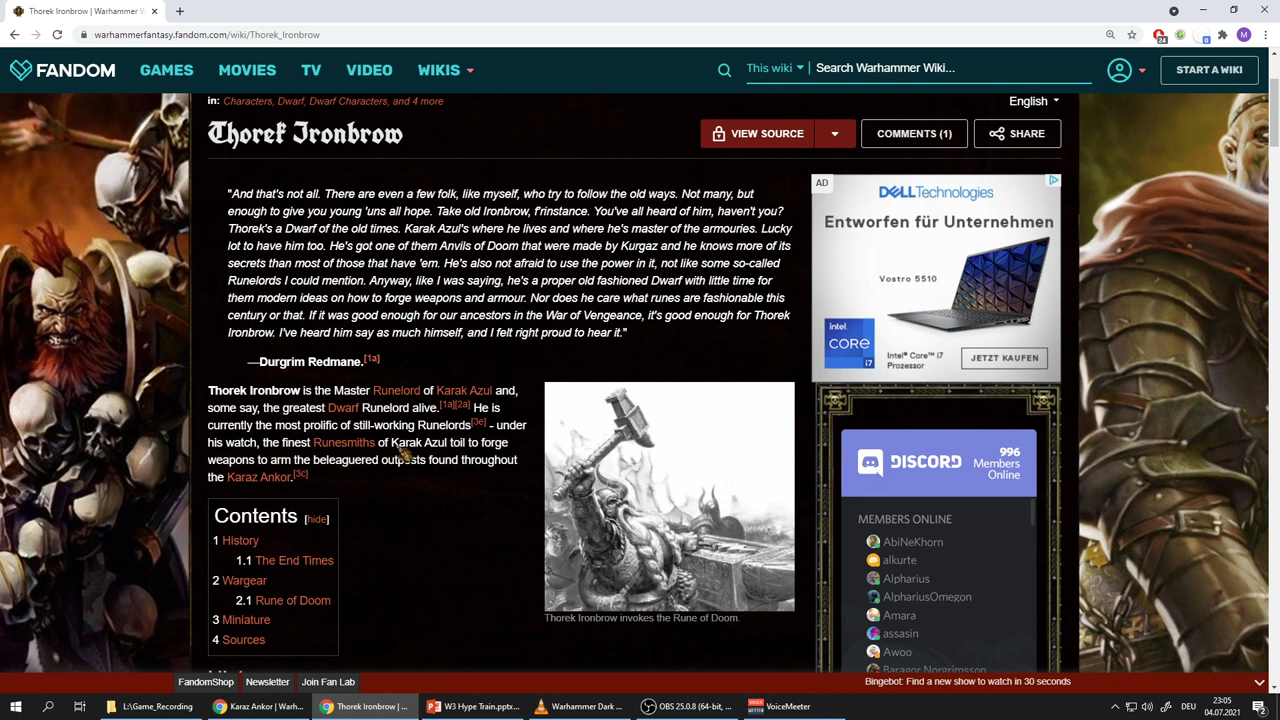 Thorek Ironbrow | Warhammer W
warhammerfantasy.fandom.com/wiki/Thorek_Ironbrow
24
0
M
FANDOM
GAMES
MOVIES
TV
VIDEO
WIKIS
This wiki
Search Warhammer Wiki...
START A WIKI
in: Characters, Dwarf, Dwarf Characters, and 4 more
English
Thorek Ironbrow
VIEW SOURCE
COMMENTS (1)
SHARE
"And that's not all. There are even a few folk, like myself, who try to follow the old ways. Not many, but
enough to give you young 'uns all hope. Take old Ironbrow, f'rinstance. You've all heard of him, haven't you?
Thorek's a Dwarf of the old times. Karak Azul's where he lives and where he's master of the armouries. Lucky
lot to have him too. He's got one of them Anvils of Doom that were made by Kurgaz and he knows more of its
secrets than most of those that have 'em. He's also not afraid to use the power in it, not like some so-called
Runelords I could mention. Anyway, like I was saying, he's a proper old fashioned Dwarf with little time for
them modern ideas on how to forge weapons and armour. Nor does he care what runes are fashionable this
century or that. If it was good enough for our ancestors in the War of Vengeance, it's good enough for Thorek
Ironbrow. I've heard him say as much himself, and I felt right proud to hear it."
—Durgrim Redmane.[1a]
Thorek Ironbrow is the Master Runelord of Karak Azul and,
some say, the greatest Dwarf Runelord alive.[1a][2a] He is
currently the most prolific of still-working Runelords[3e] - under
his watch, the finest Runesmiths of Karak Azul toil to forge
weapons to arm the beleaguered outposts found throughout
the Karaz Ankor.[3c]
Thorek Ironbrow invokes the Rune of Doom.
Contents [hide]
1 History
1.1 The End Times
2 Wargear
2.1 Rune of Doom
3 Miniature
4 Sources
AD
DELLTechnologies
Entworfen für Unternehmen
Vostro 5510
intel.
CORE
i7
Intel® Core™ i7
Prozessor
JETZT KAUFEN
DISCORD
996
Members
Online
MEMBERS ONLINE
AbiNeKhorn
alkurte
Alpharius
AlphariusOmegon
Amara
assasin
Awoo
Baragor Norgrimsson
FandomShop
Newsletter
Join Fan Lab
Bingebot: Find a new show to watch in 30 seconds
L:\Game_Recording
Karaz Ankor | Warh...
Thorek Ironbrow | ...
W3 Hype Train.pptx...
Warhammer Dark ...
OBS 25.0.8 (64-bit, ...
VoiceMeeter
DEU
23:05
04.07.2021
2